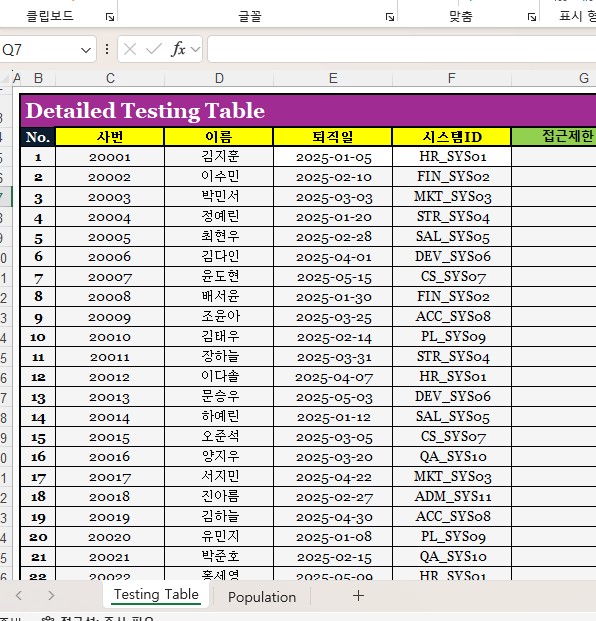 클립보드 글꼴 맞춤 표시 형
Q7 fx
A B C D E F G
Detailed Testing Table
No. 사번 이름 퇴직일 시스템ID 접근제한
1 20001 김지훈 2025-01-05 HR_SYS01
2 20002 이수민 2025-02-10 FIN_SYS02
3 20003 박민서 2025-03-03 MKT_SYS03
4 20004 정예린 2025-01-20 STR_SYS04
5 20005 최현우 2025-02-28 SAL_SYS05
6 20006 김다인 2025-04-01 DEV_SYS06
7 20007 윤도현 2025-05-15 CS_SYS07
8 20008 배서윤 2025-01-30 FIN_SYS02
9 20009 조윤아 2025-03-25 ACC_SYS08
10 20010 김태우 2025-02-14 PL_SYS09
11 20011 장하늘 2025-03-31 STR_SYS04
12 20012 이다솔 2025-04-07 HR_SYS01
13 20013 문승우 2025-05-03 DEV_SYS06
14 20014 하예린 2025-01-12 SAL_SYS05
15 20015 오준석 2025-03-05 CS_SYS07
16 20016 양지우 2025-03-20 QA_SYS10
17 20017 서지민 2025-04-22 MKT_SYS03
18 20018 진아름 2025-02-27 ADM_SYS11
19 20019 김하늘 2025-04-30 ACC_SYS08
20 20020 유민지 2025-01-08 PL_SYS09
21 20021 박준호 2025-02-15 QA_SYS10
22 20022 홍세영 2025-05-09 HR_SYS01
Testing Table Population